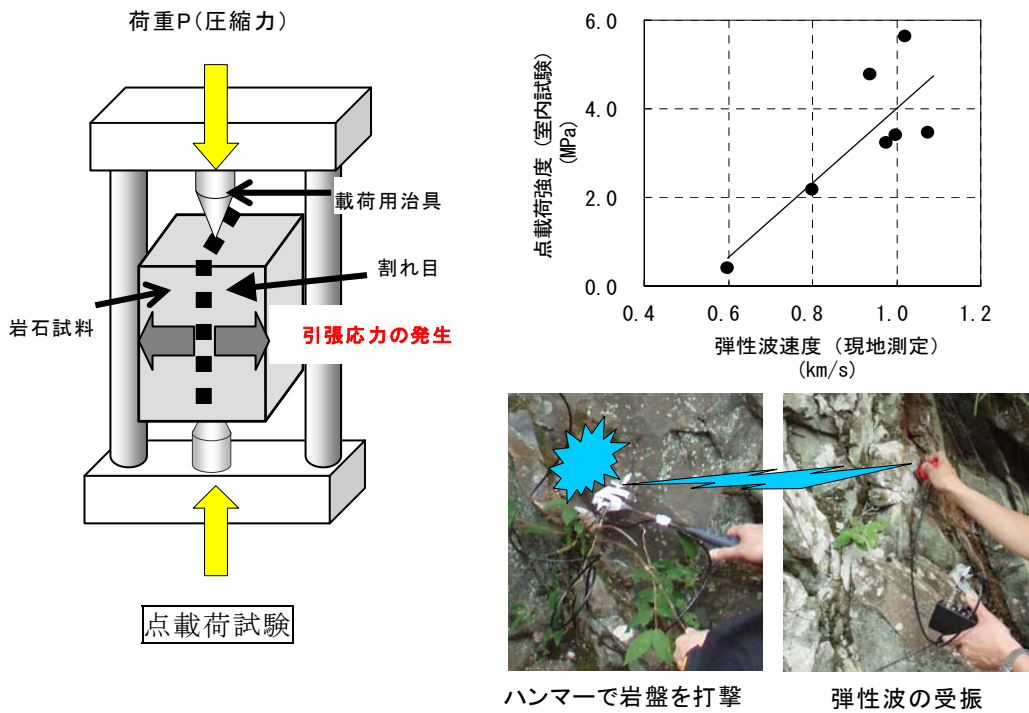 荷重P（圧縮力）
載荷用治具
割れ目
岩石試料
引張応力の発生
点載荷試験
点載荷強度（室内試験）
(MPa)
6.0
4.0
2.0
0.0
0.4
0.6
0.8
1.0
1.2
弾性波速度（現地測定）
(km/s)
ハンマーで岩盤を打撃
弾性波の受振